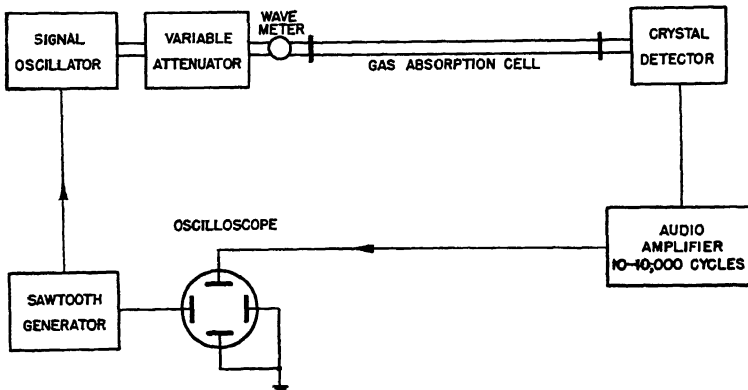 SIGNAL
OSCILLATOR
VARIABLE
ATTENUATOR
WAVE
METER
GAS ABSORPTION CELL
CRYSTAL
DETECTOR
OSCILLOSCOPE
AUDIO
AMPLIFIER
10-10,000 CYCLES
SAWTOOTH
GENERATOR